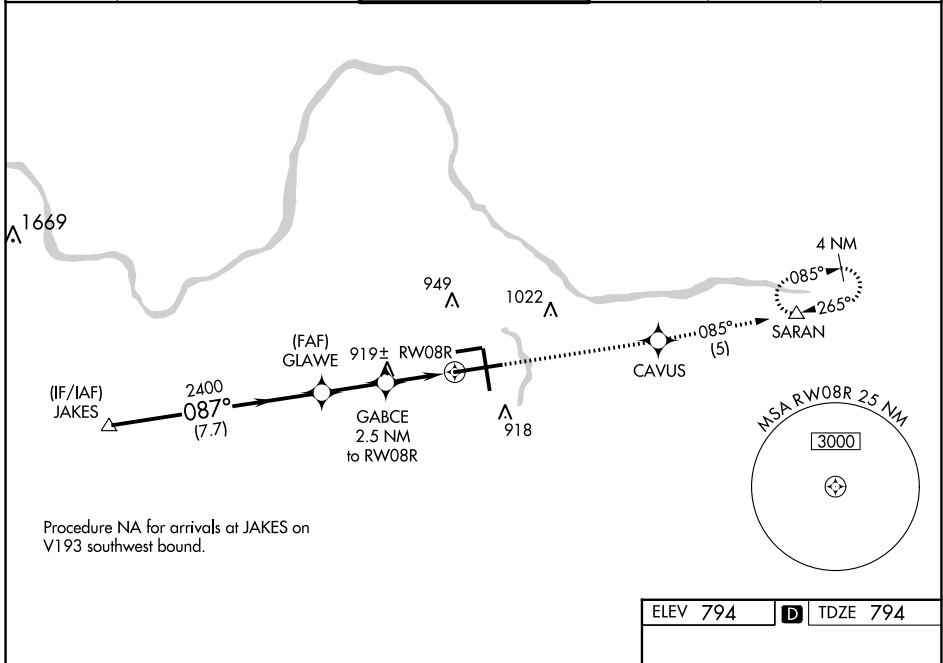 1669
4 NM
085°
265°
SARAN
949
1022
(FAF)
GLAWE
919±
RW08R
085°
(5)
CAVUS
(IF/IAF)
JAKES
2400
087°
(7.7)
GABCE
2.5 NM
to RW08R
918
MSA RW08R 25 NM
3000
Procedure NA for arrivals at JAKES on
V193 southwest bound.
ELEV 794 D TDZE 794